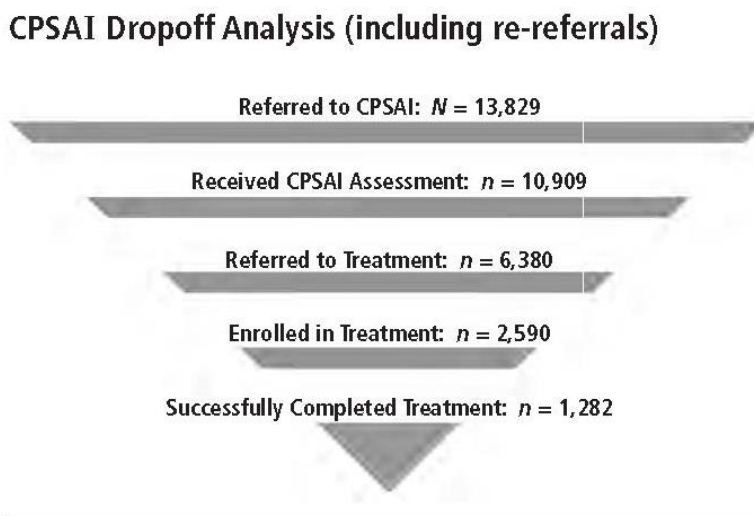 CPSAI Dropoff Analysis (including re-referrals)
Referred to CPSAI: N = 13,829
Received CPSAI Assessment: n = 10,909
Referred to Treatment: n = 6,380
Enrolled in Treatment: n = 2,590
Successfully Completed Treatment: n = 1,282